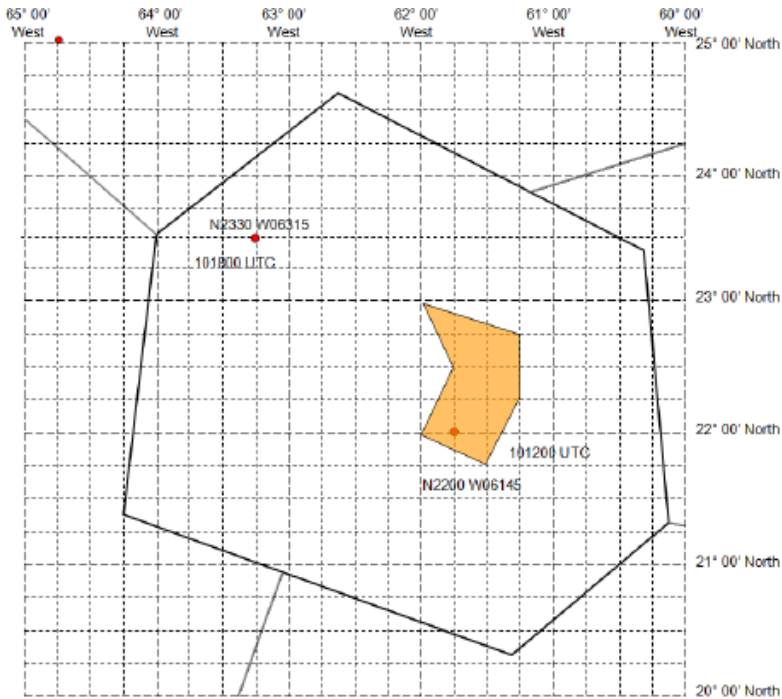 65° 00' 64° 00' 63° 00' 62° 00' 61° 00' 60° 00'
West West West West West West
25° 00' North
24° 00' North
N2330 W06315
101800 UTC
23° 00' North
22° 00' North
101200 UTC
N2200 W06145
21° 00' North
20° 00' North